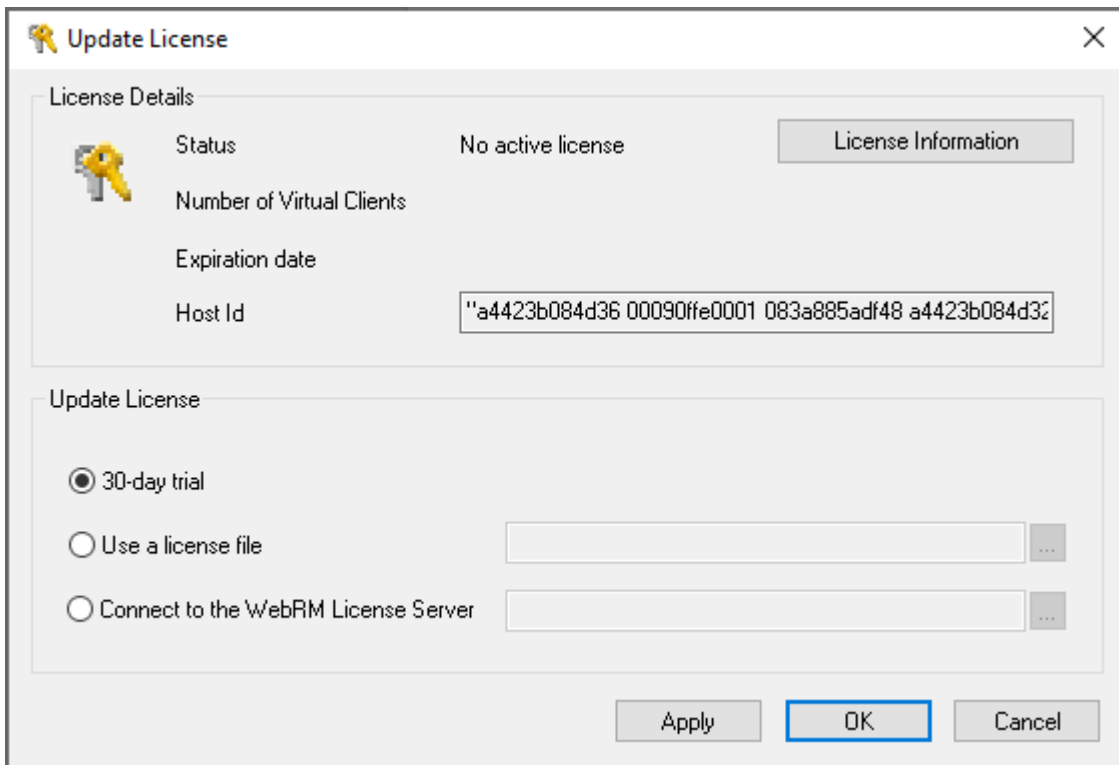 Update License
License Details
Status No active license License Information
Number of Virtual Clients
Expiration date
Host Id "a4423b084d36 00090ffe0001 083a885adf48 a4423b084d32
Update License
30-day trial
Use a license file ...
Connect to the WebRM License Server ...
Apply OK Cancel